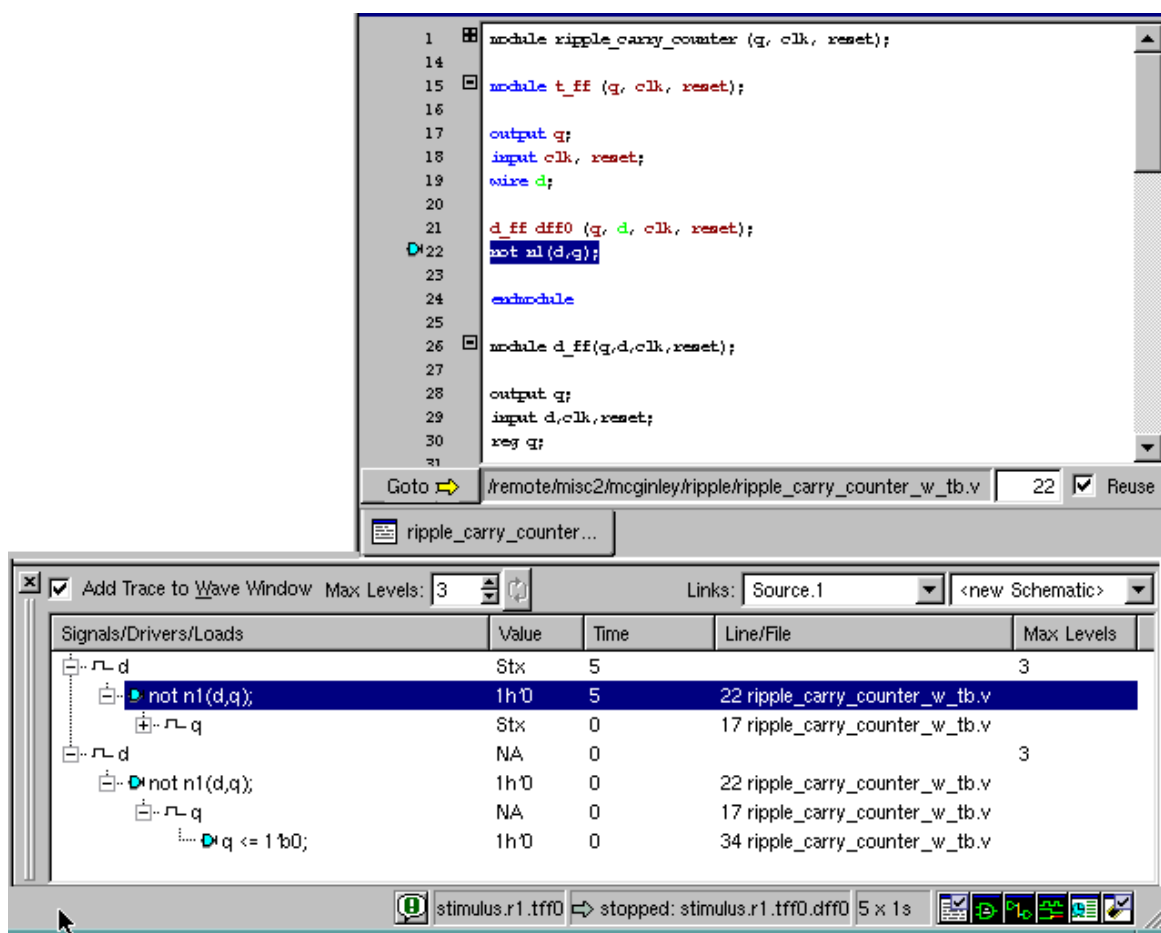 1 module ripple_carry_counter (q, clk, reset);
14
15 module t_ff (q, clk, reset);
16
17 output q;
18 input clk, reset;
19 wire d;
20
21 d_ff dff0 (q, d, clk, reset);
22 not n1(d,q);
23
24 endmodule
25
26 module d_ff(q,d,clk,reset);
27
28 output q;
29 input d,clk,reset;
30 reg q;
31
Goto /remote/misc2/mcginley/ripple/ripple_carry_counter_w_tb.v 22 Reuse
ripple_carry_counter...
Add Trace to Wave Window Max Levels: 3 Links: Source.1 <new Schematic>
Signals/Drivers/Loads Value Time Line/File Max Levels
d Stx 5 3
not n1(d,q); 1'h0 5 22 ripple_carry_counter_w_tb.v
q Stx 0 17 ripple_carry_counter_w_tb.v
d NA 0 3
not n1(d,q); 1'h0 0 22 ripple_carry_counter_w_tb.v
q NA 0 17 ripple_carry_counter_w_tb.v
q <= 1'b0; 1'h0 0 34 ripple_carry_counter_w_tb.v
stimulus.r1.tff0 stopped: stimulus.r1.tff0.dff0 5 x 1s